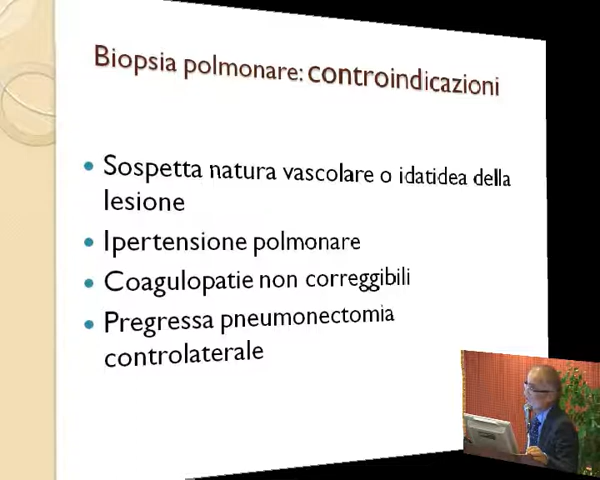 Biopsia polmonare: controindicazioni
Sospetta natura vascolare o idatidea della
lesione
Ipertensione polmonare
Coagulopatie non correggibili
Pregressa pneumonectomia
controlaterale